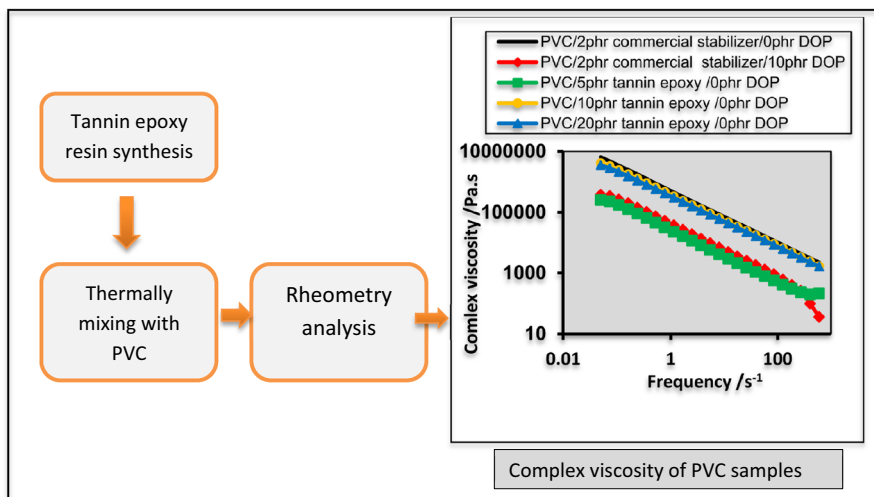 Tannin epoxy
resin synthesis
Thermally
mixing with
PVC
Rheometry
analysis
PVC/2phr commercial stabilizer/0phr DOP
PVC/2phr commercial stabilizer/10phr DOP
PVC/5phr tannin epoxy /0phr DOP
PVC/10phr tannin epoxy /0phr DOP
PVC/20phr tannin epoxy /0phr DOP
Comlex viscosity /Pa.s
10000000
100000
1000
10
0.01
1
100
Frequency /s-1
Complex viscosity of PVC samples